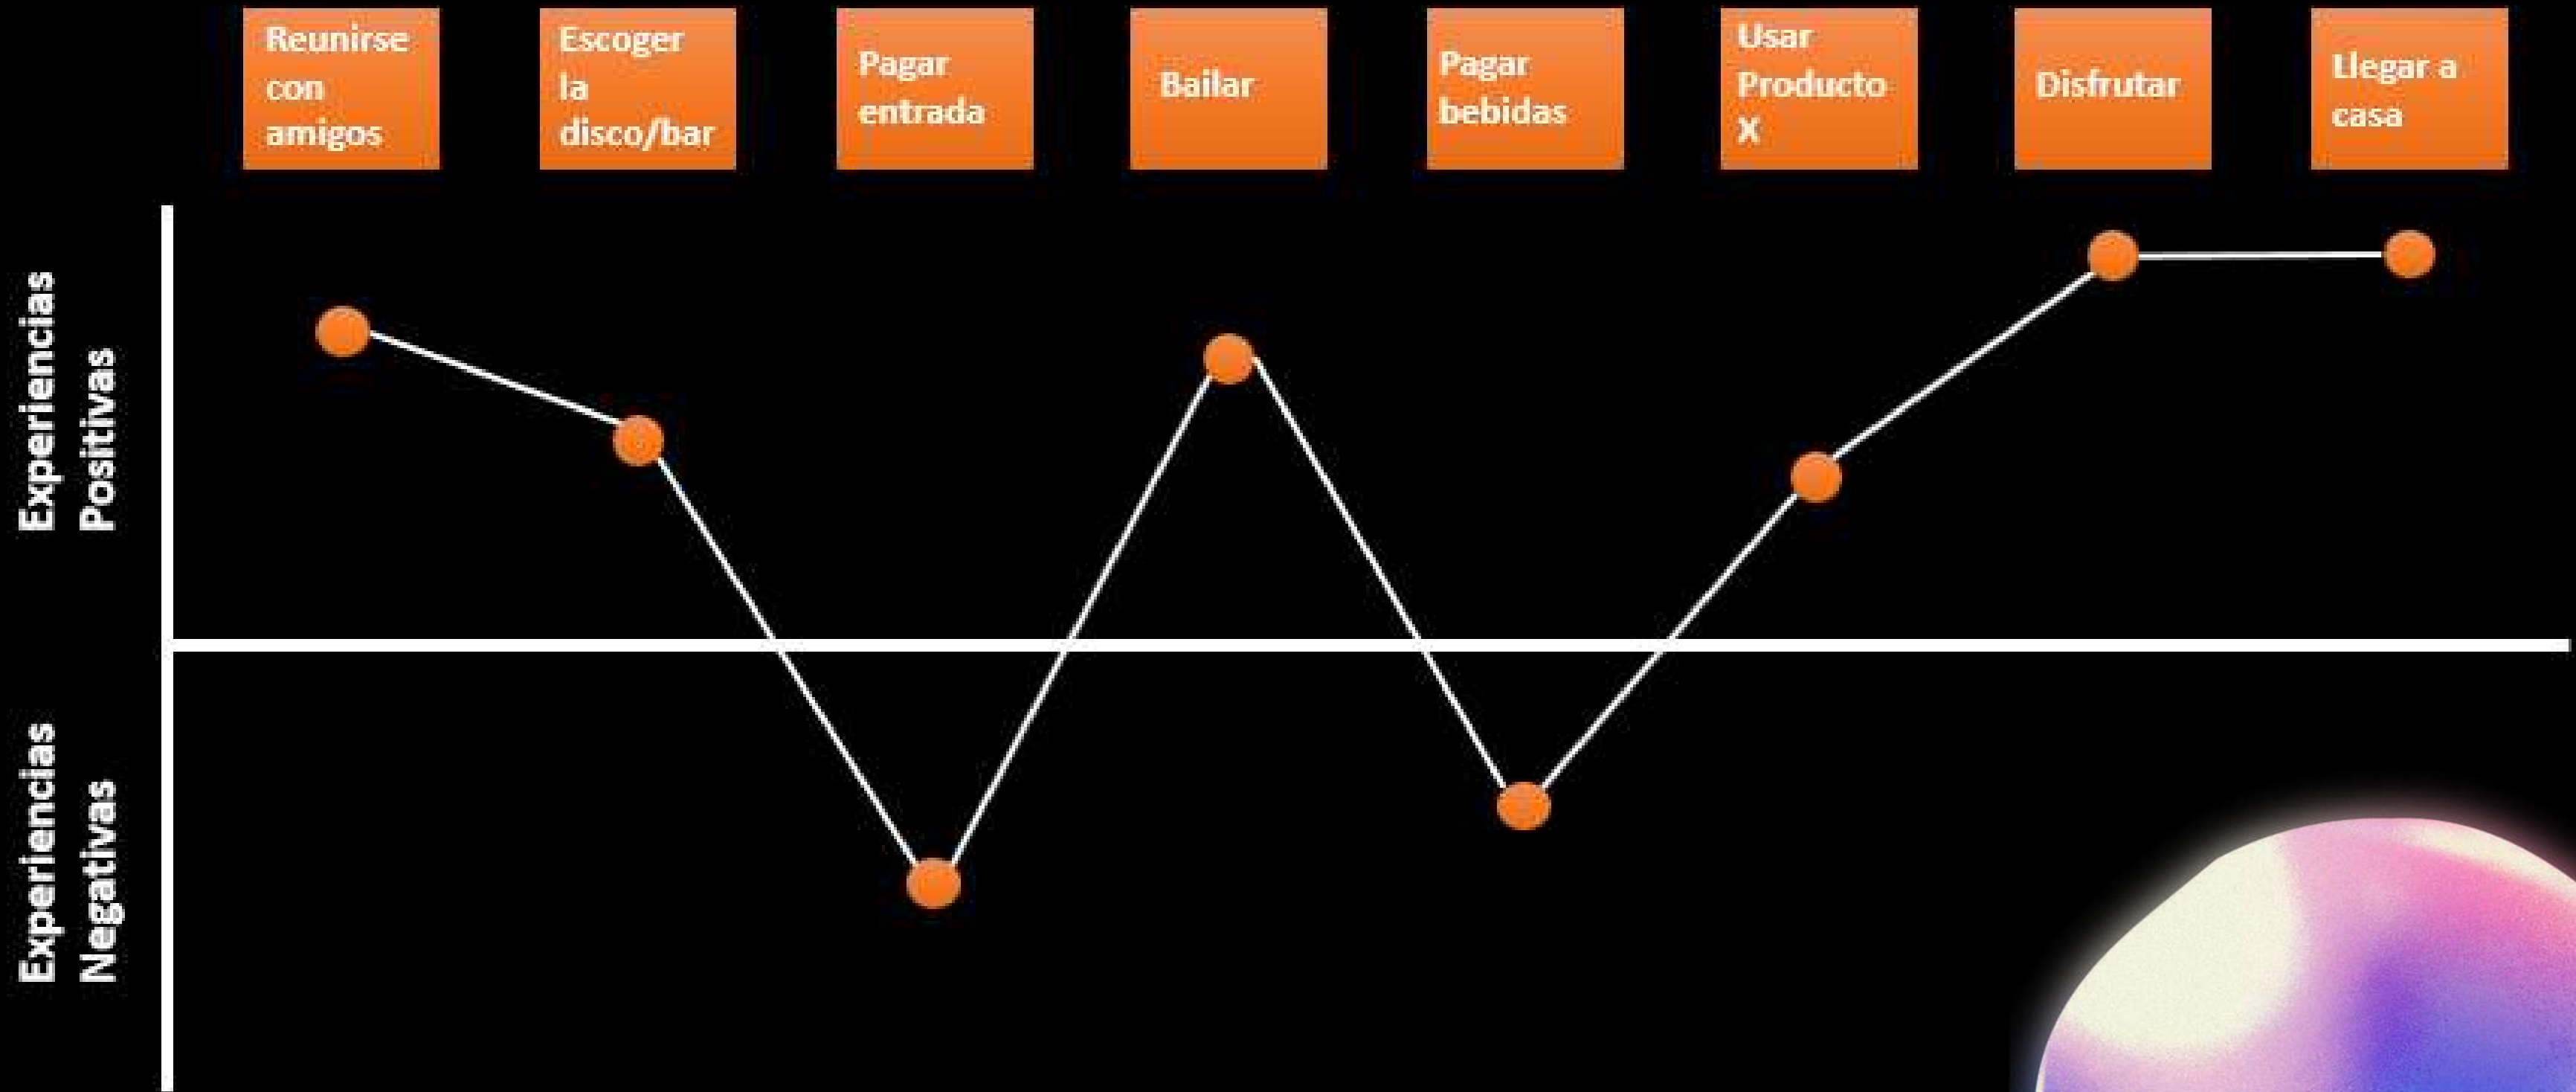 Reunirse
con
amigos
Escoger
la
disco/bar
Pagar
entrada
Bailar
Pagar
bebidas
Usar
Producto
X
Disfrutar
Llegar a
casa
Experiencias
Positivas
Experiencias
Negativas